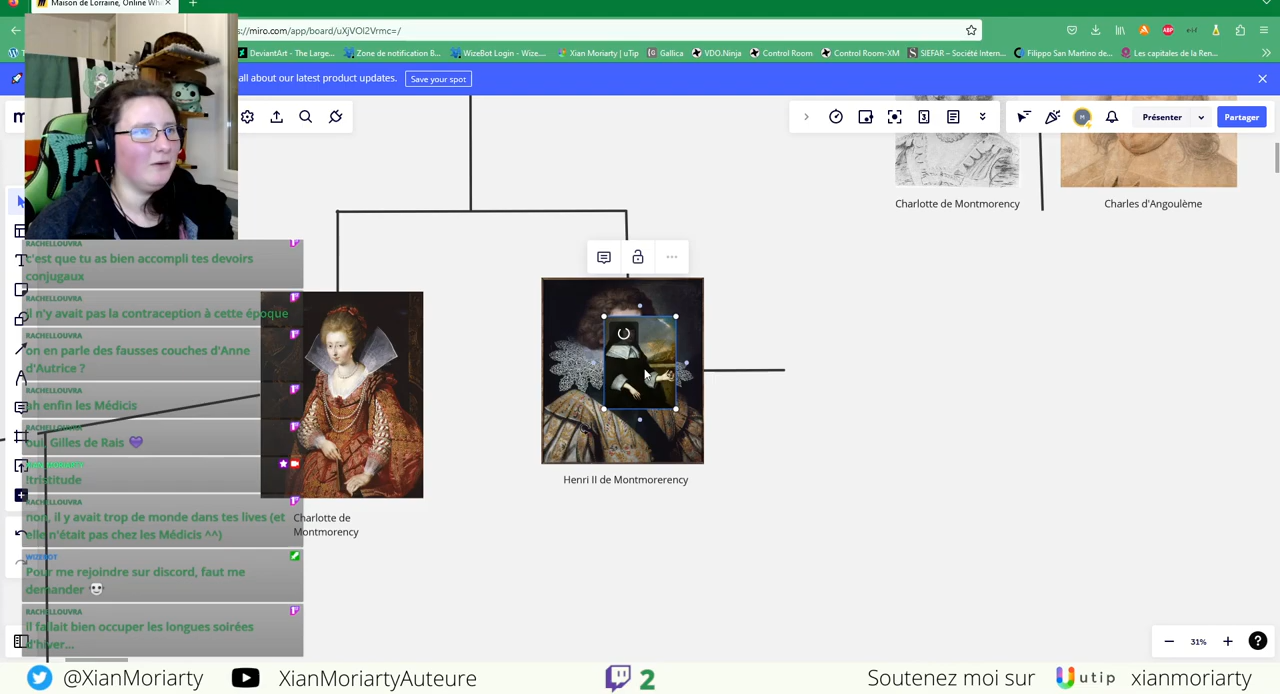 Maison de Lorraine, Online Whi
s://miro.com/app/board/uXjVOl2Vrmc=/
DeviantArt - The Large...
Zone de notification B...
WizeBot Login - Wize....
Xian Moriarty | uTip
Gallica
VDO.Ninja
Control Room
Control Room-XM
SIEFAR – Société Intern...
Filippo San Martino de...
Les capitales de la Ren...
all about our latest product updates.
Save your spot
Présenter
Partager
Charlotte de Montmorency
Charles d'Angoulème
RACHELLOUVRA
c'est que tu as bien accompli tes devoirs
conjugaux
RACHELLOUVRA
il n'y avait pas la contraception à cette époque
RACHELLOUVRA
on en parle des fausses couches d'Anne
d'Autrice ?
RACHELLOUVRA
ah enfin les Médicis
RACHELLOUVRA
oui, Gilles de Rais 💜
!tristitude
RACHELLOUVRA
non, il y avait trop de monde dans tes lives (et
elle n'était pas chez les Médicis ^^)
WIZEBOT
Pour me rejoindre sur discord, faut me
demander
RACHELLOUVRA
il fallait bien occuper les longues soirées
d'hiver...
Henri II de Montmorerency
Charlotte de
Montmorency
31%
@XianMoriarty
XianMoriartyAuteure
2
Soutenez moi sur
utip
xianmoriarty